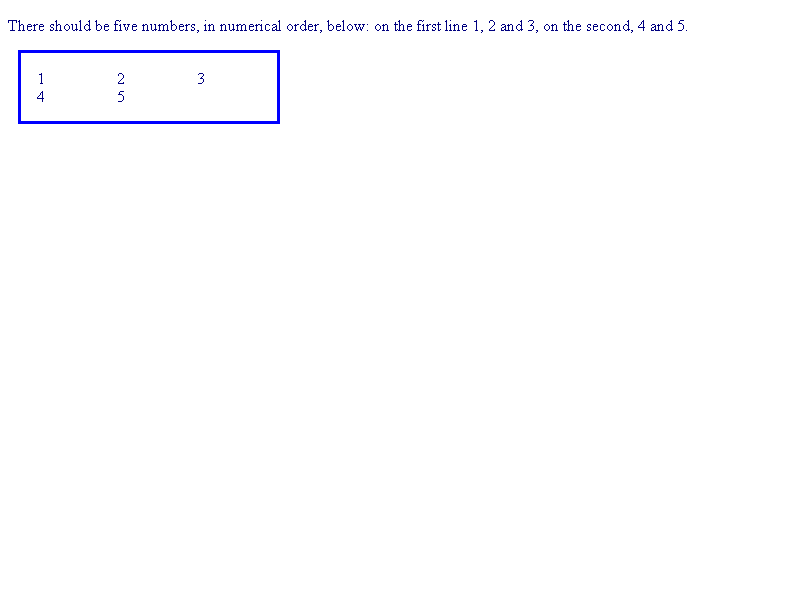 There should be five numbers, in numerical order, below: on the first line 1, 2 and 3, on the second, 4 and 5.
1 2 3
4 5